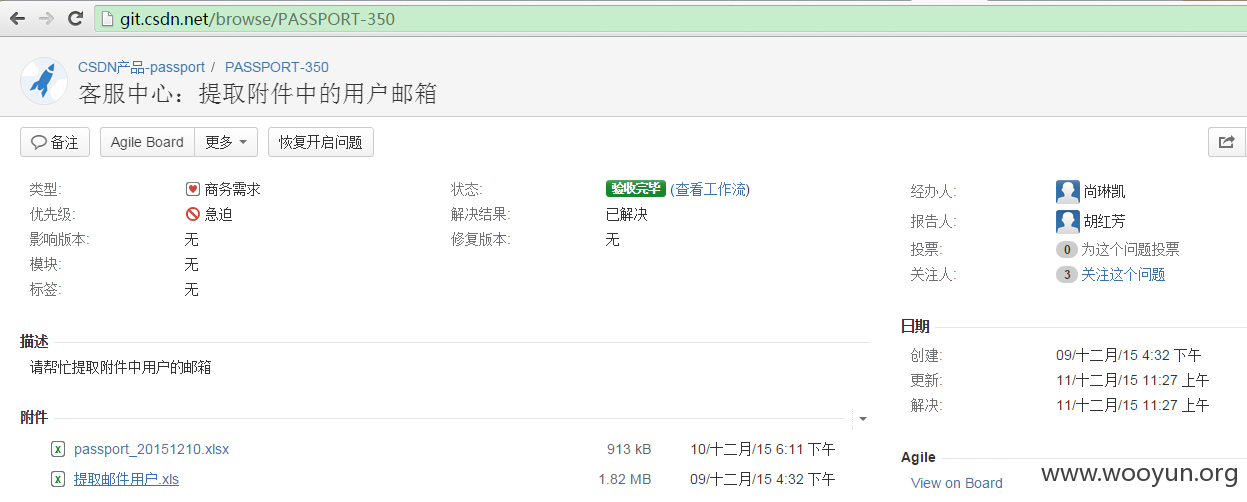 git.csdn.net/browse/PASSPORT-350
CSDN产品-passport / PASSPORT-350
客服中心：提取附件中的用户邮箱
备注 Agile Board 更多 恢复开启问题
类型: 商务需求 状态: 验收完毕 (查看工作流) 经办人: 尚琳凯
优先级: 急迫 解决结果: 已解决 报告人: 胡红芳
影响版本: 无 修复版本: 无 投票: 0 为这个问题投票
模块: 无 关注人: 3 关注这个问题
标签: 无
描述 日期
请帮忙提取附件中用户的邮箱 创建: 09/十二月/15 4:32 下午
更新: 11/十二月/15 11:27 上午
附件 解决: 11/十二月/15 11:27 上午
passport_20151210.xlsx 913 kB 10/十二月/15 6:11 下午 Agile
提取邮件用户.xls 1.82 MB 09/十二月/15 4:32 下午 View on Board
www.wooyun.org